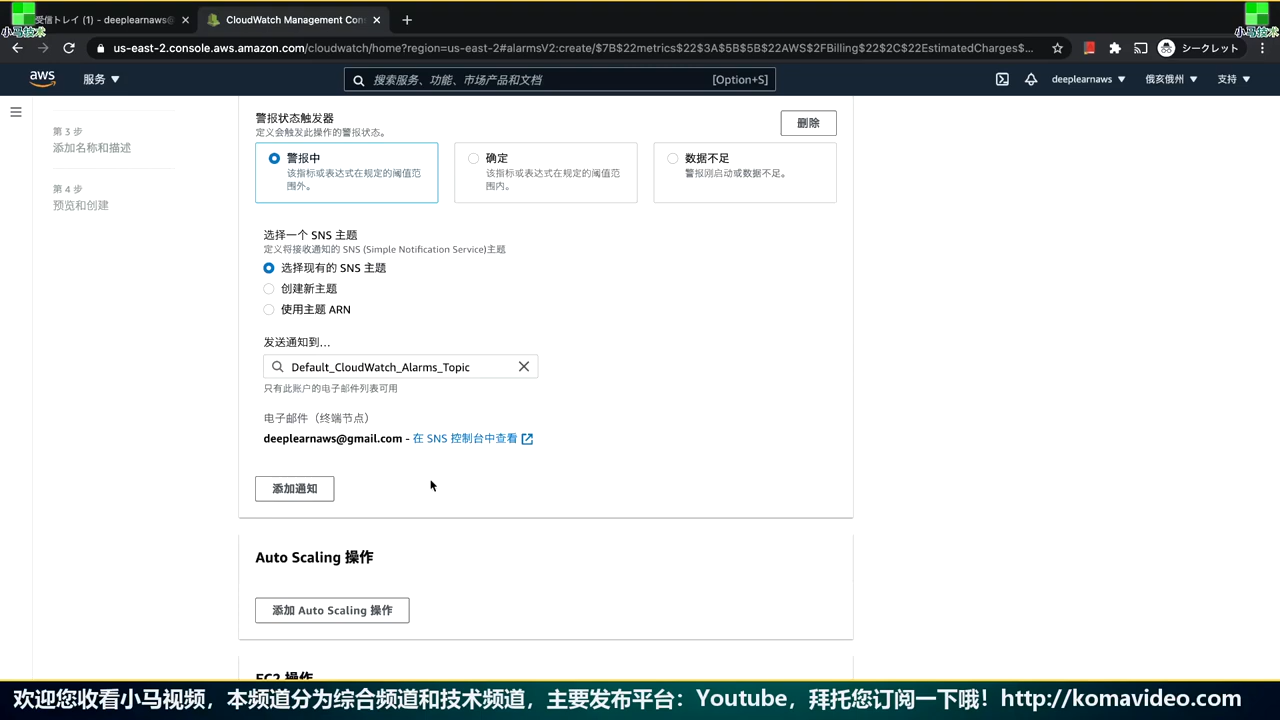 受信トレイ (1) - deeplearnaws@
CloudWatch Management Con
小马技术
小马技术
us-east-2.console.aws.amazon.com/cloudwatch/home?region=us-east-2#alarmsV2:create/$7B$22metrics$22$3A$5B$5B$22AWS$2FBilling$22$2C$22EstimatedCharges$...
シークレット
aws
服务
搜索服务、功能、市场产品和文档
[Option+S]
deeplearnaws
俄亥俄州
支持
第 3 步
添加名称和描述
第 4 步
预览和创建
警报状态触发器
定义会触发此操作的警报状态。
删除
警报中
该指标或表达式在规定的阈值范
围外。
确定
该指标或表达式在规定的阈值范
围内。
数据不足
警报刚启动或数据不足。
选择一个 SNS 主题
定义将接收通知的 SNS (Simple Notification Service)主题
选择现有的 SNS 主题
创建新主题
使用主题 ARN
发送通知到…
Default_CloudWatch_Alarms_Topic
只有此账户的电子邮件列表可用
电子邮件（终端节点）
deeplearnaws@gmail.com - 在 SNS 控制台中查看
添加通知
Auto Scaling 操作
添加 Auto Scaling 操作
EC2 操作
欢迎您收看小马视频，本频道分为综合频道和技术频道，主要发布平台：Youtube，拜托您订阅一下哦！http://komavideo.com